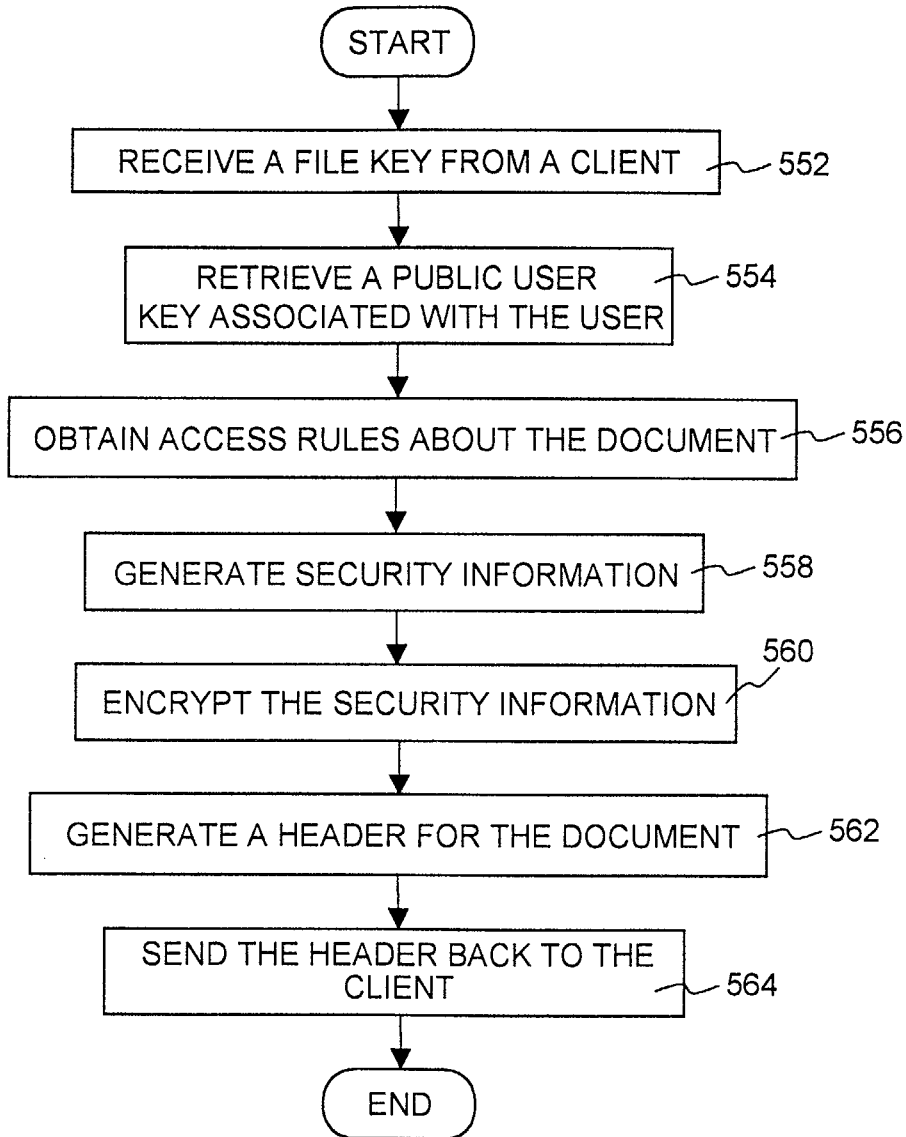 START
RECEIVE A FILE KEY FROM A CLIENT
552
RETRIEVE A PUBLIC USER
KEY ASSOCIATED WITH THE USER
554
OBTAIN ACCESS RULES ABOUT THE DOCUMENT
556
GENERATE SECURITY INFORMATION
558
ENCRYPT THE SECURITY INFORMATION
560
GENERATE A HEADER FOR THE DOCUMENT
562
SEND THE HEADER BACK TO THE
CLIENT
564
END